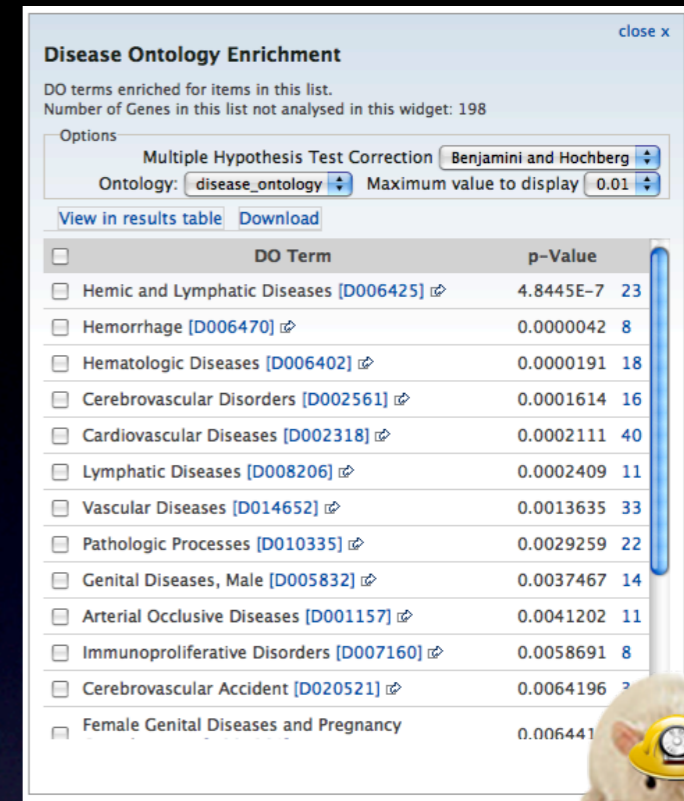 close x
Disease Ontology Enrichment
DO terms enriched for items in this list.
Number of Genes in this list not analysed in this widget: 198
Options
Multiple Hypothesis Test Correction Benjamini and Hochberg
Ontology: disease_ontology Maximum value to display 0.01
View in results table Download
DO Term p-Value
Hemic and Lymphatic Diseases [D006425] 4.8445E-7 23
Hemorrhage [D006470] 0.0000042 8
Hematologic Diseases [D006402] 0.0000191 18
Cerebrovascular Disorders [D002561] 0.0001614 16
Cardiovascular Diseases [D002318] 0.0002111 40
Lymphatic Diseases [D008206] 0.0002409 11
Vascular Diseases [D014652] 0.0013635 33
Pathologic Processes [D010335] 0.0029259 22
Genital Diseases, Male [D005832] 0.0037467 14
Arterial Occlusive Diseases [D001157] 0.0041202 11
Immunoproliferative Disorders [D007160] 0.0058691 8
Cerebrovascular Accident [D020521] 0.0064196
Female Genital Diseases and Pregnancy 0.006441